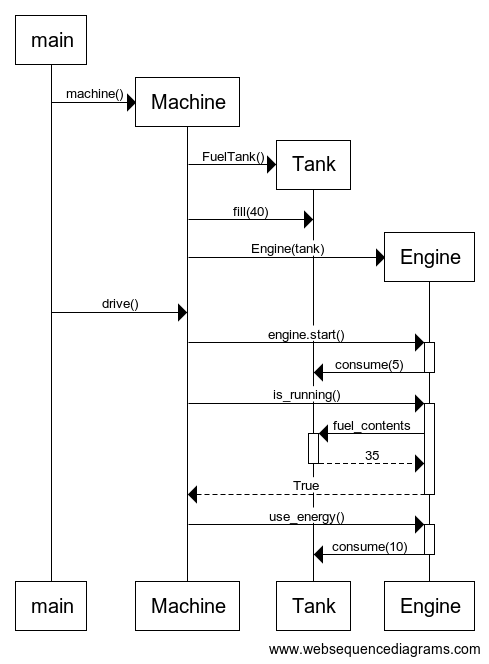 main
machine()
Machine
FuelTank()
Tank
fill(40)
Engine(tank)
Engine
drive()
engine.start()
consume(5)
is_running()
fuel_contents
35
True
use_energy()
consume(10)
main Machine Tank Engine
www.websequencediagrams.com